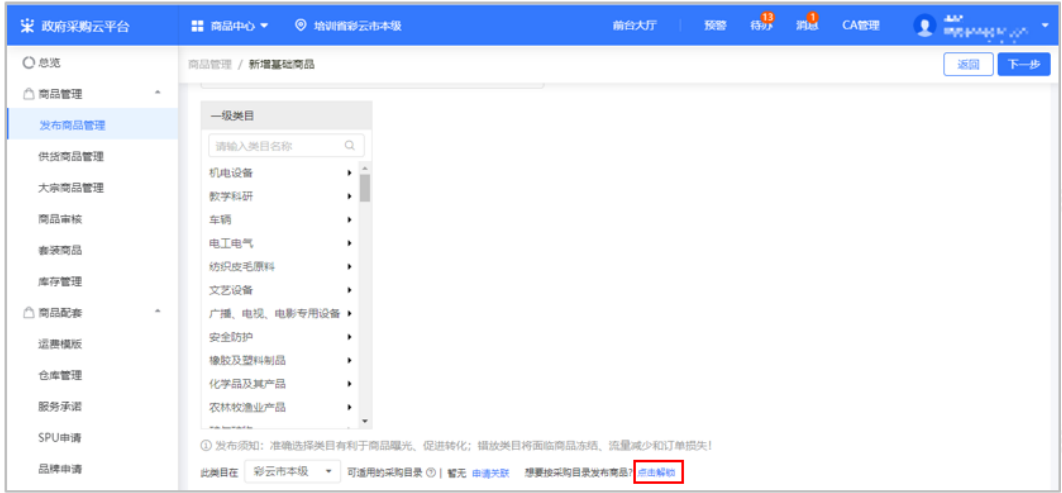 政府采购云平台 商品中心 培训省彩云市本级 前台大厅 预警 待办 13 消息 9 CA管理
总览
商品管理 / 新增基础商品 返回 下一步
商品管理
发布商品管理
供货商品管理
大宗商品管理
商品审核
套装商品
库存管理
商品配套
运费模版
仓库管理
服务承诺
SPU申请
品牌申请
一级类目
请输入类目名称
机电设备
教学科研
车辆
电工电气
纺织皮毛原料
文艺设备
广播、电视、电影专用设备
安全防护
橡胶及塑料制品
化学品及其产品
农林牧渔业产品
发布须知：准确选择类目有利于商品曝光、促进转化；错放类目将面临商品冻结、流量减少和订单损失！
此类目在 彩云市本级 可适用的采购目录 | 暂无 申请关联 想要按采购目录发布商品? 点击解锁